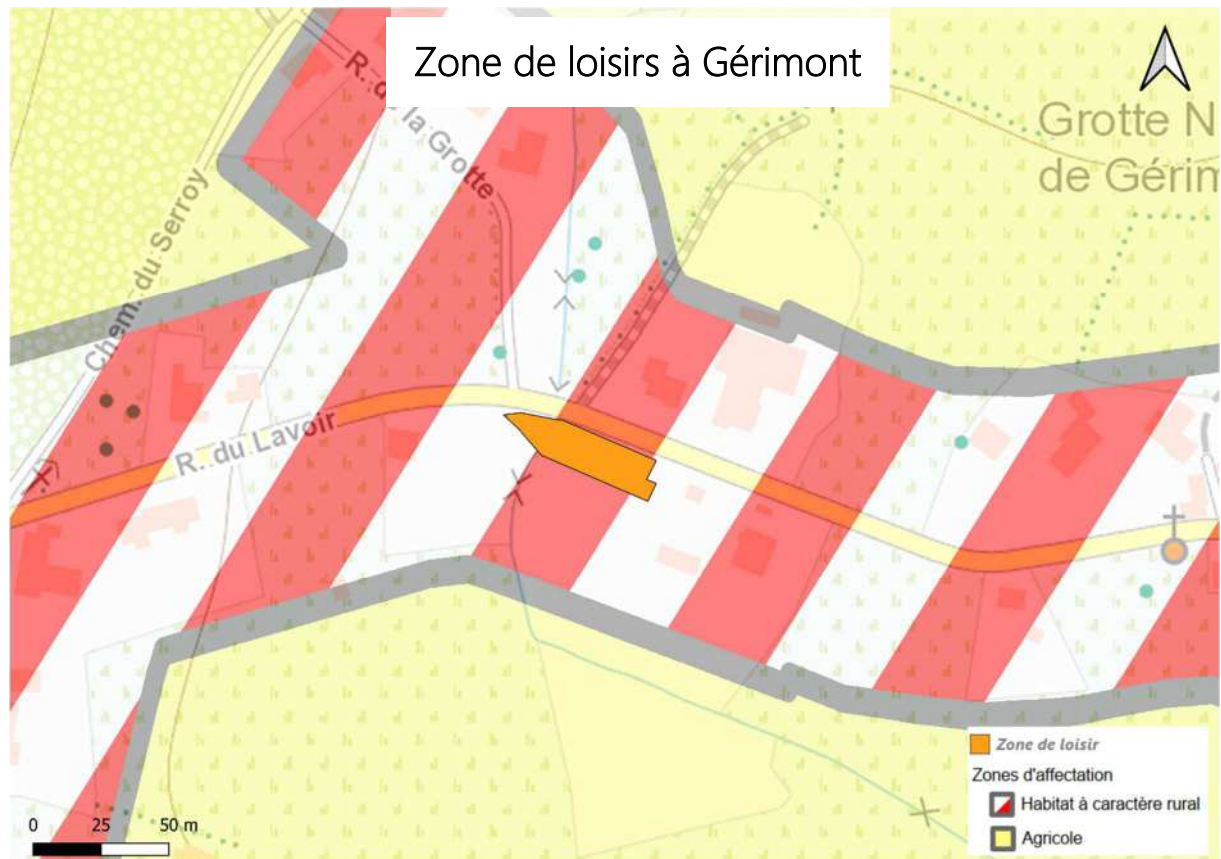 Zone de loisirs à Gérimont
R. de la Grotte
Grotte N
de Gérim
Chem. du Serroy
R. du Lavoir
Zone de loisir
Zones d'affectation
Habitat à caractère rural
Agricole
0 25 50 m